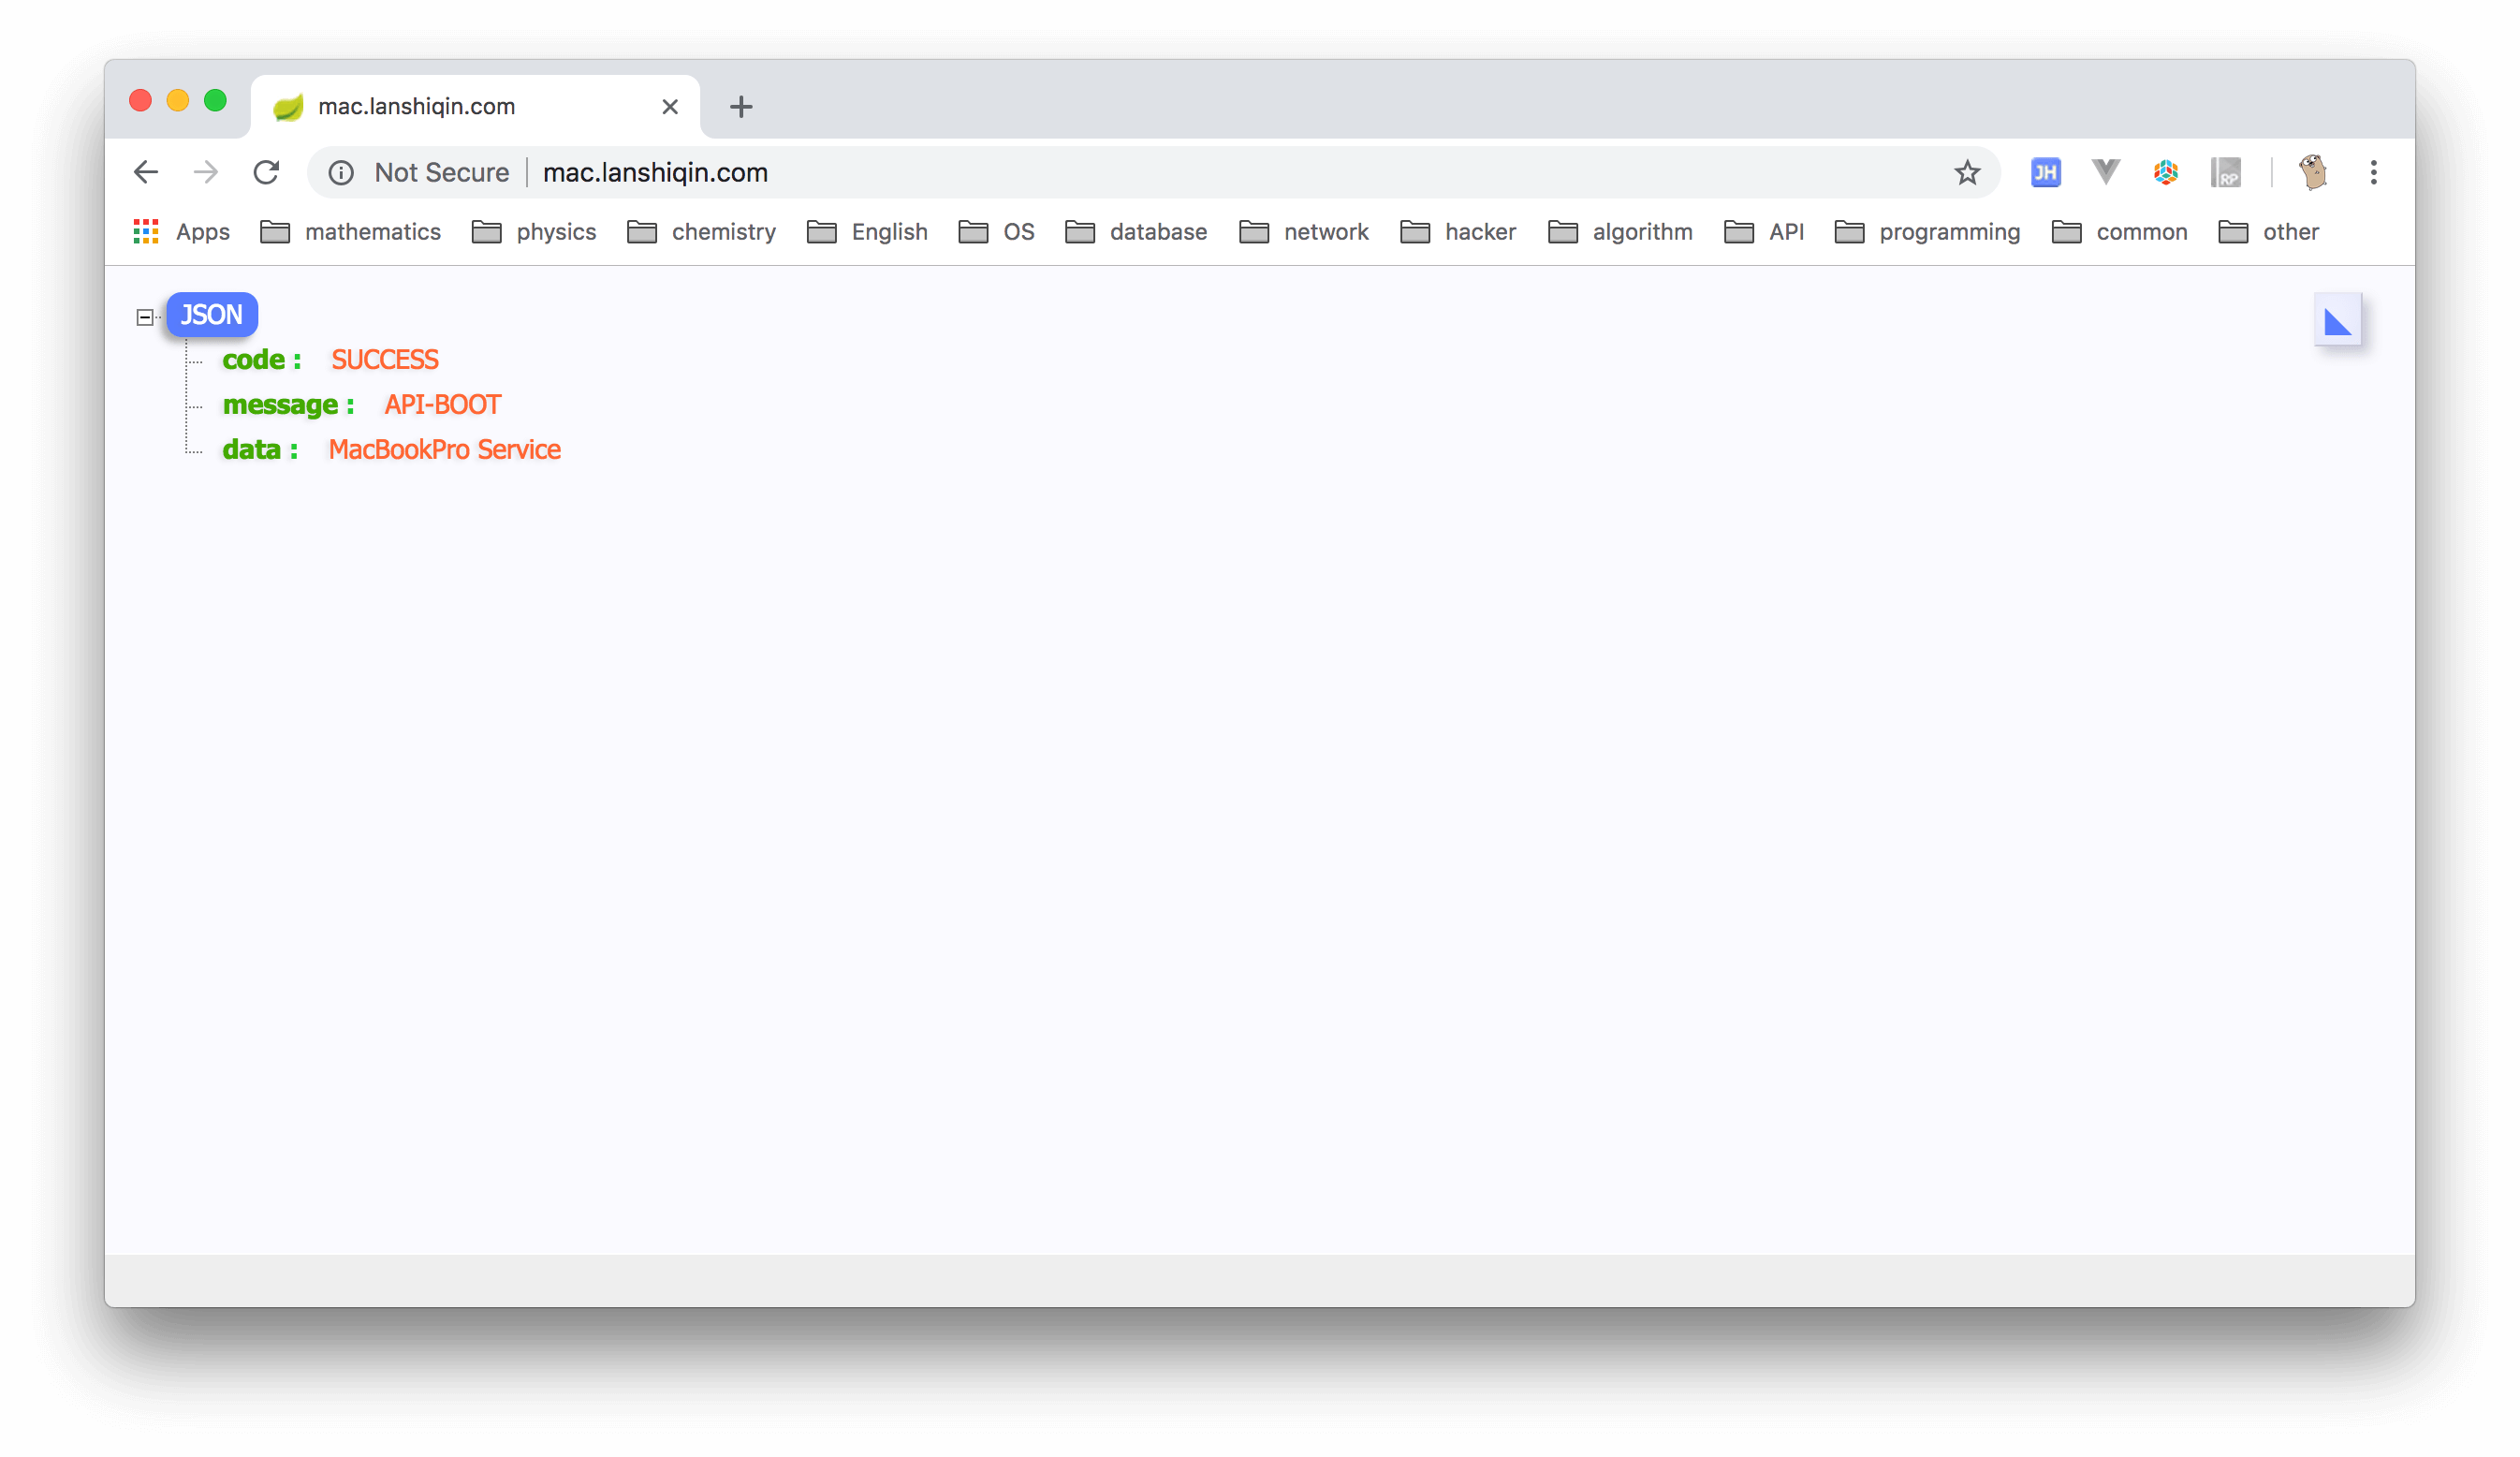 mac.lanshiqin.com
Not Secure mac.lanshiqin.com JH RP
Apps mathematics physics chemistry English OS database network hacker algorithm API programming common other
JSON
code : SUCCESS
message : API-BOOT
data : MacBookPro Service